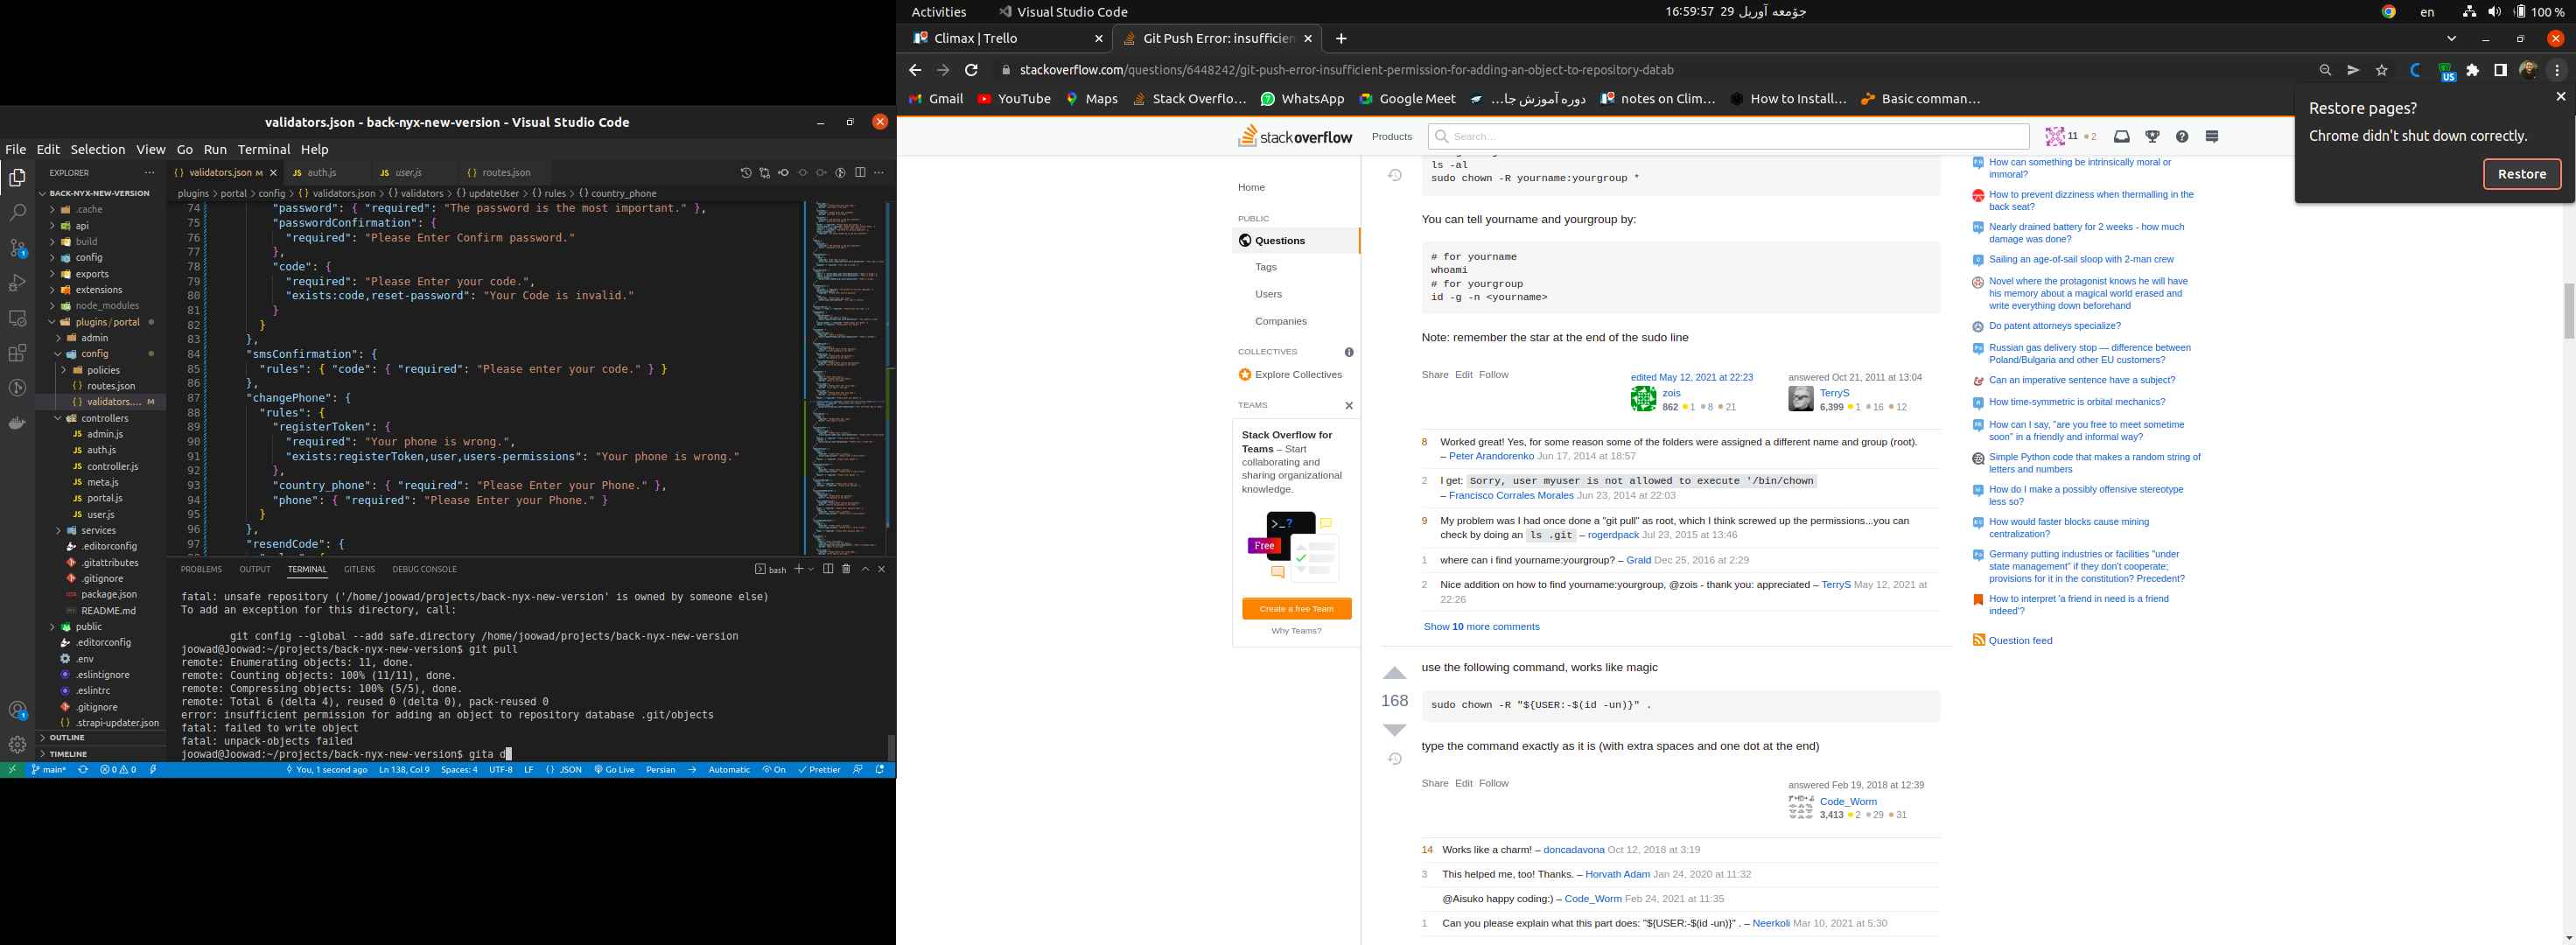 Activities
Visual Studio Code
16:59:57 29 جۆمعه آوریل
en
100 %
Climax | Trello
Git Push Error: insufficien
stackoverflow.com/questions/6448242/git-push-error-insufficient-permission-for-adding-an-object-to-repository-datab
Gmail
YouTube
Maps
Stack Overflo...
WhatsApp
Google Meet
دوره آموزش جا...
notes on Clim...
How to Install...
Basic comman...
Restore pages?
Chrome didn't shut down correctly.
Restore
validators.json - back-nyx-new-version - Visual Studio Code
File Edit Selection View Go Run Terminal Help
EXPLORER
BACK-NYX-NEW-VERSION
.cache
api
build
config
exports
extensions
node_modules
plugins / portal
admin
config
policies
routes.json
validators.... M
controllers
admin.js
auth.js
controller.js
meta.js
portal.js
user.js
services
.editorconfig
.gitattributes
.gitignore
package.json
README.md
public
.editorconfig
.env
.eslintignore
.eslintrc
.gitignore
.strapi-updater.json
OUTLINE
TIMELINE
validators.json M
auth.js
user.js
routes.json
plugins > portal > config > {} validators.json > {} validators > {} updateUser > {} rules > {} country_phone
74 "password": { "required": "The password is the most important." },
75 "passwordConfirmation": {
76 "required": "Please Enter Confirm password."
77 },
78 "code": {
79 "required": "Please Enter your code.",
80 "exists:code,reset-password": "Your Code is invalid."
81 }
82 }
83 },
84 "smsConfirmation": {
85 "rules": { "code": { "required": "Please enter your code." } }
86 },
87 "changePhone": {
88 "rules": {
89 "registerToken": {
90 "required": "Your phone is wrong.",
91 "exists:registerToken,user,users-permissions": "Your phone is wrong."
92 },
93 "country_phone": { "required": "Please Enter your Phone." },
94 "phone": { "required": "Please Enter your Phone." }
95 }
96 },
97 "resendCode": {
PROBLEMS OUTPUT TERMINAL GITLENS DEBUG CONSOLE
bash
fatal: unsafe repository ('/home/joowad/projects/back-nyx-new-version' is owned by someone else)
To add an exception for this directory, call:
git config --global --add safe.directory /home/joowad/projects/back-nyx-new-version
joowad@Joowad:~/projects/back-nyx-new-version$ git pull
remote: Enumerating objects: 11, done.
remote: Counting objects: 100% (11/11), done.
remote: Compressing objects: 100% (5/5), done.
remote: Total 6 (delta 4), reused 0 (delta 0), pack-reused 0
error: insufficient permission for adding an object to repository database .git/objects
fatal: failed to write object
fatal: unpack-objects failed
joowad@Joowad:~/projects/back-nyx-new-version$ gita d
main* 0 0 You, 1 second ago Ln 138, Col 9 Spaces: 4 UTF-8 LF {} JSON Go Live Persian Automatic On Prettier
stackoverflow
Products
Search...
11 2
Home
PUBLIC
Questions
Tags
Users
Companies
COLLECTIVES
Explore Collectives
TEAMS
Stack Overflow for
Teams – Start
collaborating and
sharing organizational
knowledge.
Free
Create a free Team
Why Teams?
ls -al
sudo chown -R yourname:yourgroup *
You can tell yourname and yourgroup by:
# for yourname
whoami
# for yourgroup
id -g -n <yourname>
Note: remember the star at the end of the sudo line
Share Edit Follow
edited May 12, 2021 at 22:23
zois
862 1 8 21
answered Oct 21, 2011 at 13:04
TerryS
6,399 1 16 12
8 Worked great! Yes, for some reason some of the folders were assigned a different name and group (root).
– Peter Arandorenko Jun 17, 2014 at 18:57
2 I get: Sorry, user myuser is not allowed to execute '/bin/chown
– Francisco Corrales Morales Jun 23, 2014 at 22:03
9 My problem was I had once done a "git pull" as root, which I think screwed up the permissions...you can
check by doing an ls .git – rogerdpack Jul 23, 2015 at 13:46
1 where can i find yourname:yourgroup? – Grald Dec 25, 2016 at 2:29
2 Nice addition on how to find yourname:yourgroup, @zois - thank you: appreciated – TerryS May 12, 2021 at
22:26
Show 10 more comments
168
use the following command, works like magic
sudo chown -R "${USER:-$(id -un)}" .
type the command exactly as it is (with extra spaces and one dot at the end)
Share Edit Follow
answered Feb 19, 2018 at 12:39
Code_Worm
3,413 2 29 31
14 Works like a charm! – doncadavona Oct 12, 2018 at 3:19
3 This helped me, too! Thanks. – Horvath Adam Jan 24, 2020 at 11:32
@Aisuko happy coding:) – Code_Worm Feb 24, 2021 at 11:35
1 Can you please explain what this part does: "${USER:-$(id -un)}" . – Neerkoli Mar 10, 2021 at 5:30
How can something be intrinsically moral or
immoral?
How to prevent dizziness when thermalling in the
back seat?
Nearly drained battery for 2 weeks - how much
damage was done?
Sailing an age-of-sail sloop with 2-man crew
Novel where the protagonist knows he will have
his memory about a magical world erased and
write everything down beforehand
Do patent attorneys specialize?
Russian gas delivery stop — difference between
Poland/Bulgaria and other EU customers?
Can an imperative sentence have a subject?
How time-symmetric is orbital mechanics?
How can I say, "are you free to meet sometime
soon" in a friendly and informal way?
Simple Python code that makes a random string of
letters and numbers
How do I make a possibly offensive stereotype
less so?
How would faster blocks cause mining
centralization?
Germany putting industries or facilities "under
state management" if they don't cooperate;
provisions for it in the constitution? Precedent?
How to interpret 'a friend in need is a friend
indeed'?
Question feed